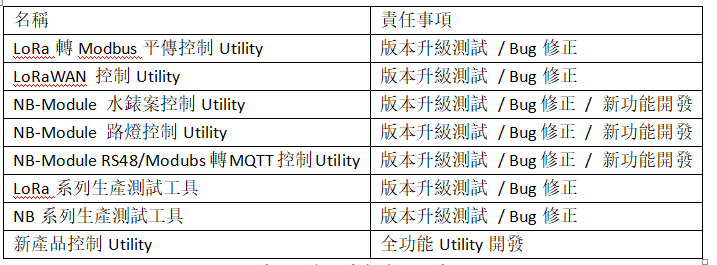 名稱 責任事項
LoRa 轉 Modbus 平傳控制 Utility 版本升級測試 / Bug 修正
LoRaWAN 控制 Utility 版本升級測試 / Bug 修正
NB-Module 水錶案控制 Utility 版本升級測試 / Bug 修正 / 新功能開發
NB-Module 路燈控制 Utility 版本升級測試 / Bug 修正 / 新功能開發
NB-Module RS48/Modubs 轉 MQTT 控制 Utility 版本升級測試 / Bug 修正 / 新功能開發
LoRa 系列生產測試工具 版本升級測試 / Bug 修正
NB 系列生產測試工具 版本升級測試 / Bug 修正
新產品控制 Utility 全功能 Utility 開發